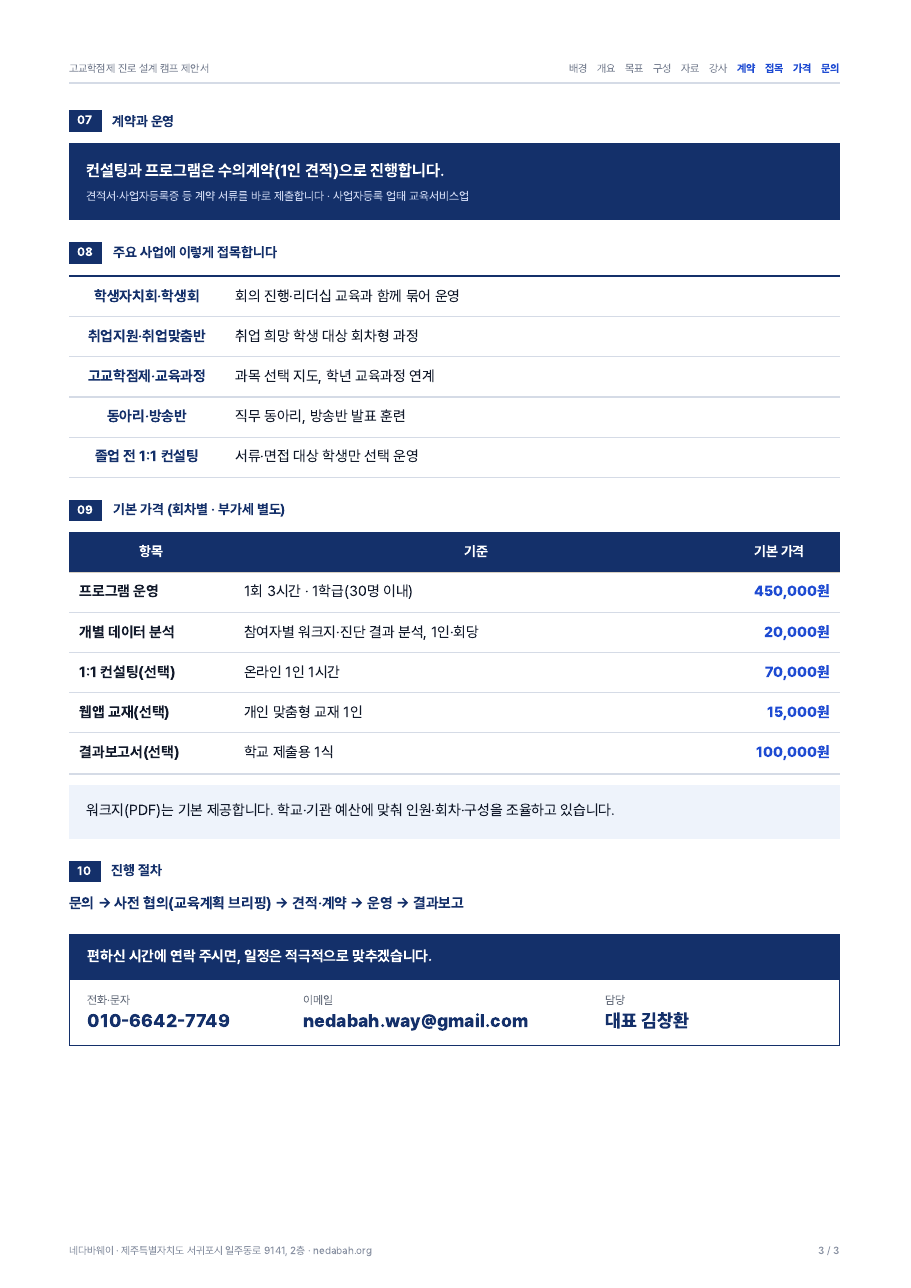 고교학점제 진로 설계 캠프 제안서
배경 개요 목표 구성 자료 강사 계약 접목 가격 문의
07 계약과 운영
컨설팅과 프로그램은 수의계약(1인 견적)으로 진행합니다.
견적서·사업자등록증 등 계약 서류를 바로 제출합니다 · 사업자등록 업태 교육서비스업
08 주요 사업에 이렇게 접목합니다
학생자치회·학생회 회의 진행·리더십 교육과 함께 묶어 운영
취업지원·취업맞춤반 취업 희망 학생 대상 회차형 과정
고교학점제·교육과정 과목 선택 지도, 학년 교육과정 연계
동아리·방송반 직무 동아리, 방송반 발표 훈련
졸업 전 1:1 컨설팅 서류·면접 대상 학생만 선택 운영
09 기본 가격 (회차별 · 부가세 별도)
항목 기준 기본 가격
프로그램 운영 1회 3시간 · 1학급(30명 이내) 450,000원
개별 데이터 분석 참여자별 워크지·진단 결과 분석, 1인·회당 20,000원
1:1 컨설팅(선택) 온라인 1인 1시간 70,000원
웹앱 교재(선택) 개인 맞춤형 교재 1인 15,000원
결과보고서(선택) 학교 제출용 1식 100,000원
워크지(PDF)는 기본 제공합니다. 학교·기관 예산에 맞춰 인원·회차·구성을 조율하고 있습니다.
10 진행 절차
문의 → 사전 협의(교육계획 브리핑) → 견적·계약 → 운영 → 결과보고
편하신 시간에 연락 주시면, 일정은 적극적으로 맞추겠습니다.
전화·문자 이메일 담당
010-6642-7749 nedabah.way@gmail.com 대표 김창환
네다바웨이 · 제주특별자치도 서귀포시 일주동로 9141, 2층 · nedabah.org 3 / 3